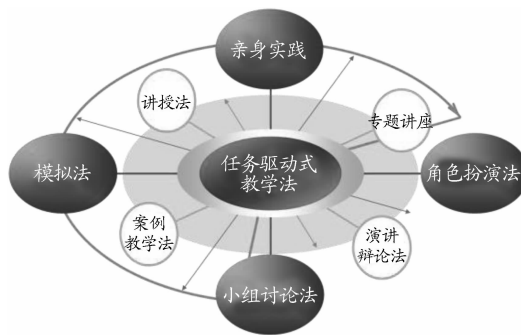 亲身实践
讲授法
专题讲座
模拟法
任务驱动式
教学法
角色扮演法
案例
教学法
演讲
辩论法
小组讨论法